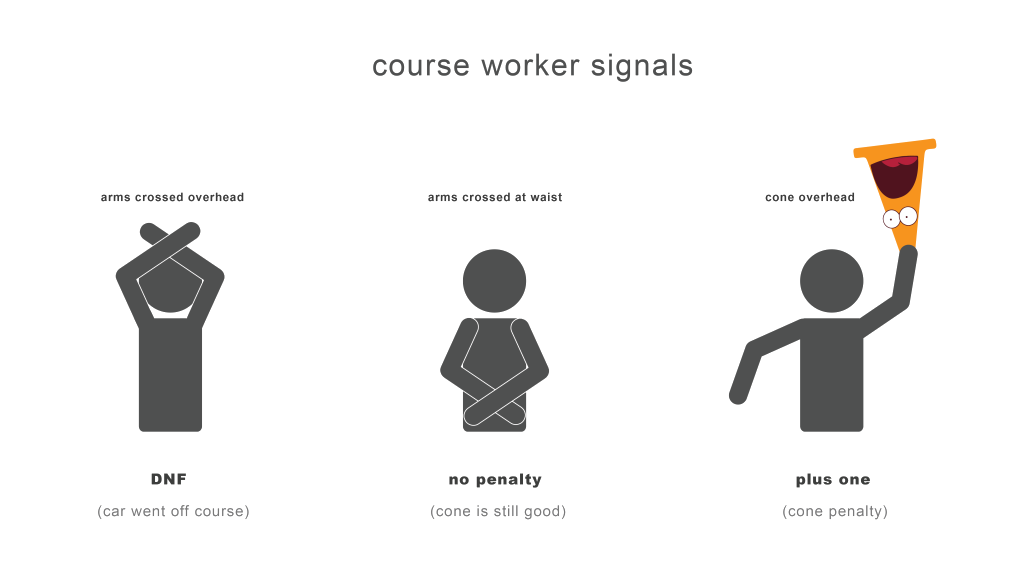 course worker signals
arms crossed overhead
arms crossed at waist
cone overhead
DNF
no penalty
plus one
(car went off course)
(cone is still good)
(cone penalty)